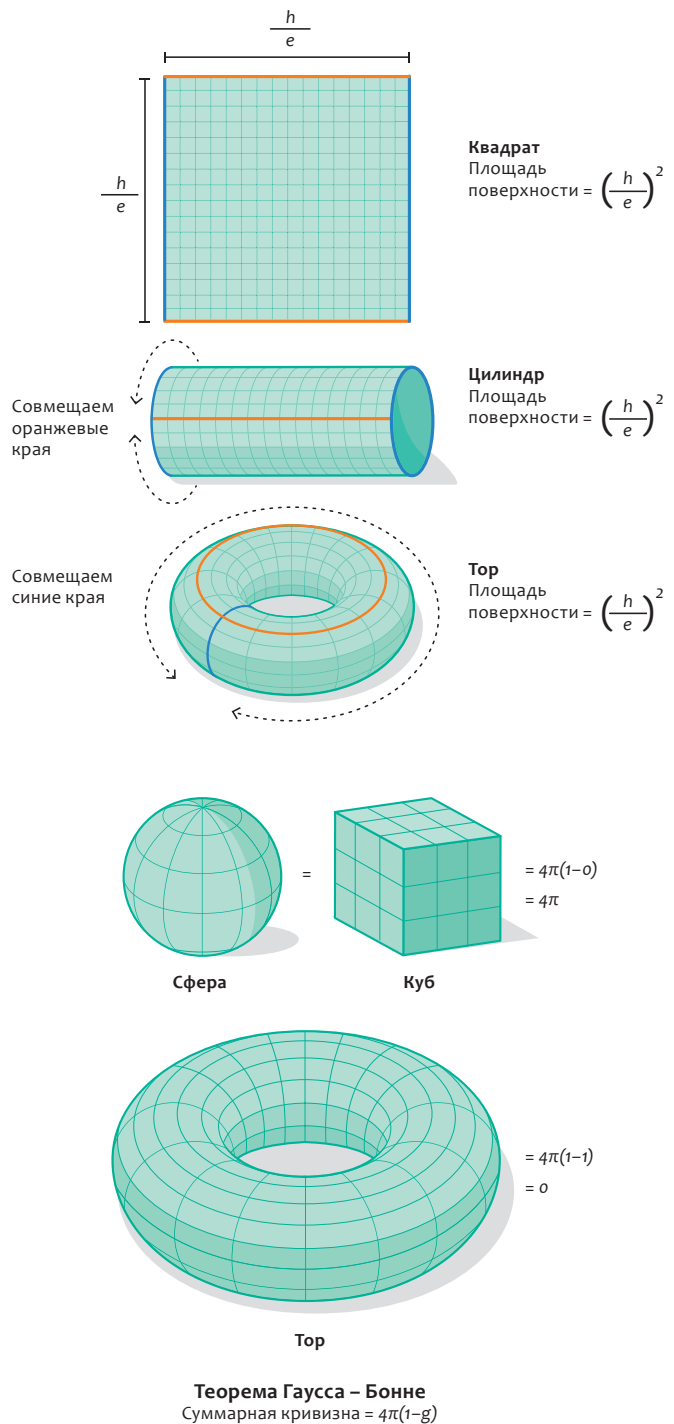 h
e
h
e
Квадрат
Площадь
поверхности = (h/e)²
Совмещаем
оранжевые
края
Цилиндр
Площадь
поверхности = (h/e)²
Совмещаем
синие края
Тор
Площадь
поверхности = (h/e)²
=
= 4π(1–0)
= 4π
Сфера
Куб
= 4π(1–1)
= 0
Тор
Теорема Гаусса – Бонне
Суммарная кривизна = 4π(1–g)